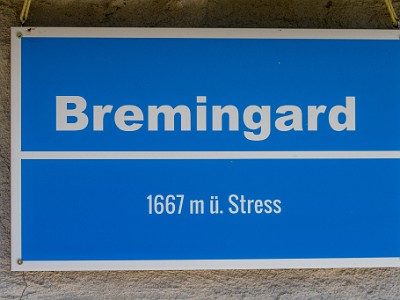 Bremingard
1667 m ü. Stress